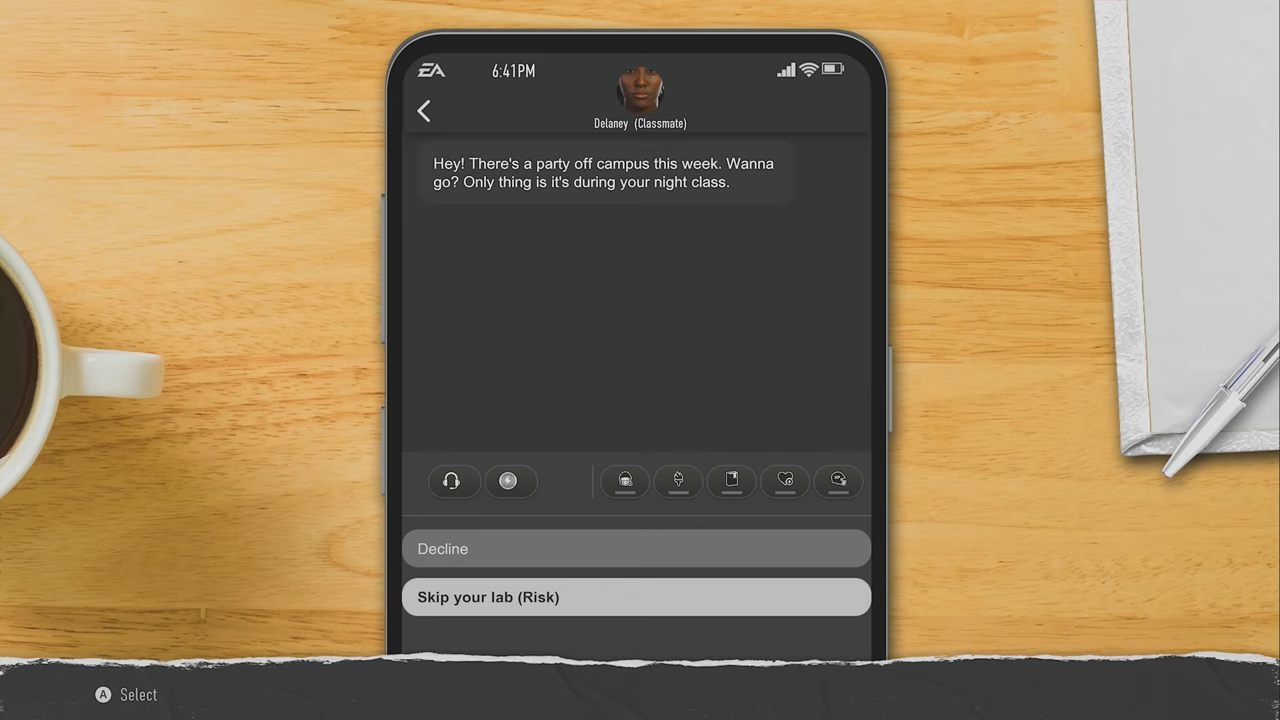 EA
6:41PM
Delaney (Classmate)
Hey! There's a party off campus this week. Wanna
go? Only thing is it's during your night class.
Decline
Skip your lab (Risk)
A Select